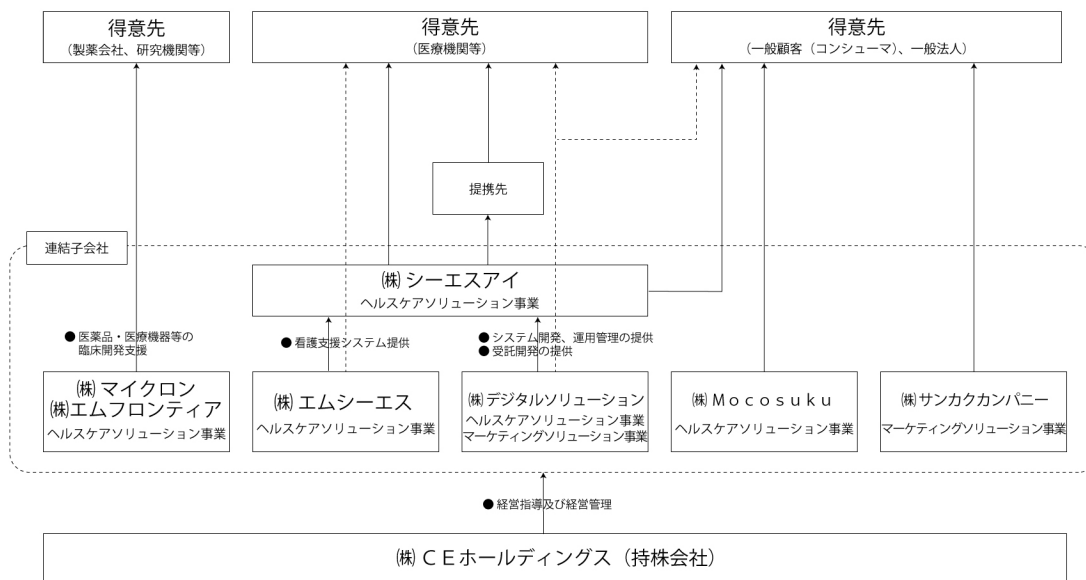 得意先
(製薬会社、研究機関等)
得意先
(医療機関等)
得意先
(一般顧客(コンシューマ)、一般法人)
提携先
連結子会社
㈱ シーエスアイ
ヘルスケアソリューション事業
● 医薬品・医療機器等の
臨床開発支援
● 看護支援システム提供
● システム開発、運用管理の提供
● 受託開発の提供
㈱ マイクロン
㈱エムフロンティア
ヘルスケアソリューション事業
㈱ エムシーエス
ヘルスケアソリューション事業
㈱ デジタルソリューション
ヘルスケアソリューション事業
マーケティングソリューション事業
㈱ Ｍｏｃｏｓｕｋｕ
ヘルスケアソリューション事業
㈱ サンカクカンパニー
マーケティングソリューション事業
● 経営指導及び経営管理
㈱ ＣＥホールディングス(持株会社)